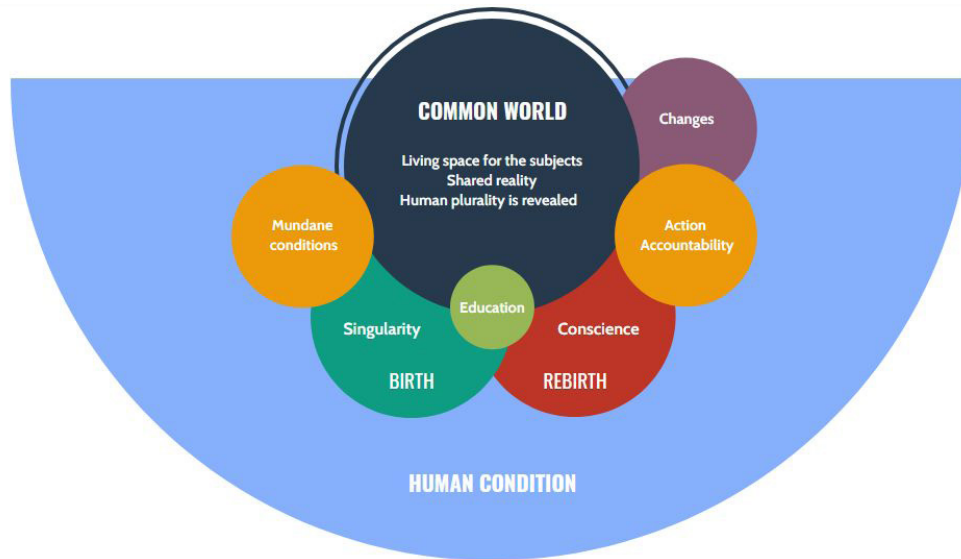 COMMON WORLD
Living space for the subjects
Shared reality
Human plurality is revealed
Changes
Mundane
conditions
Action
Accountability
Education
Singularity
Conscience
BIRTH
REBIRTH
HUMAN CONDITION